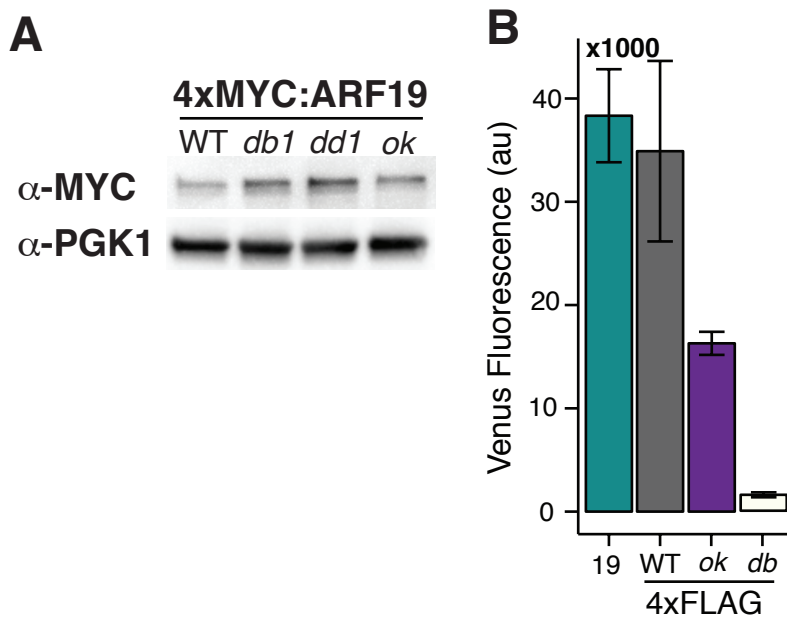 A
4xMYC:ARF19
WT db1 dd1 ok
α-MYC
α-PGK1
B
x1000
Venus Fluorescence (au)
40
30
20
10
0
19 WT ok db
4xFLAG